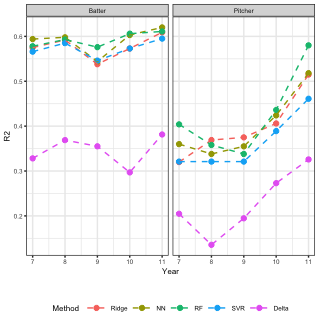 Batter Pitcher
0.6
0.5
0.4
0.3
0.2
R2
7 8 9 10 11 7 8 9 10 11
Year
Method Ridge NN RF SVR Delta